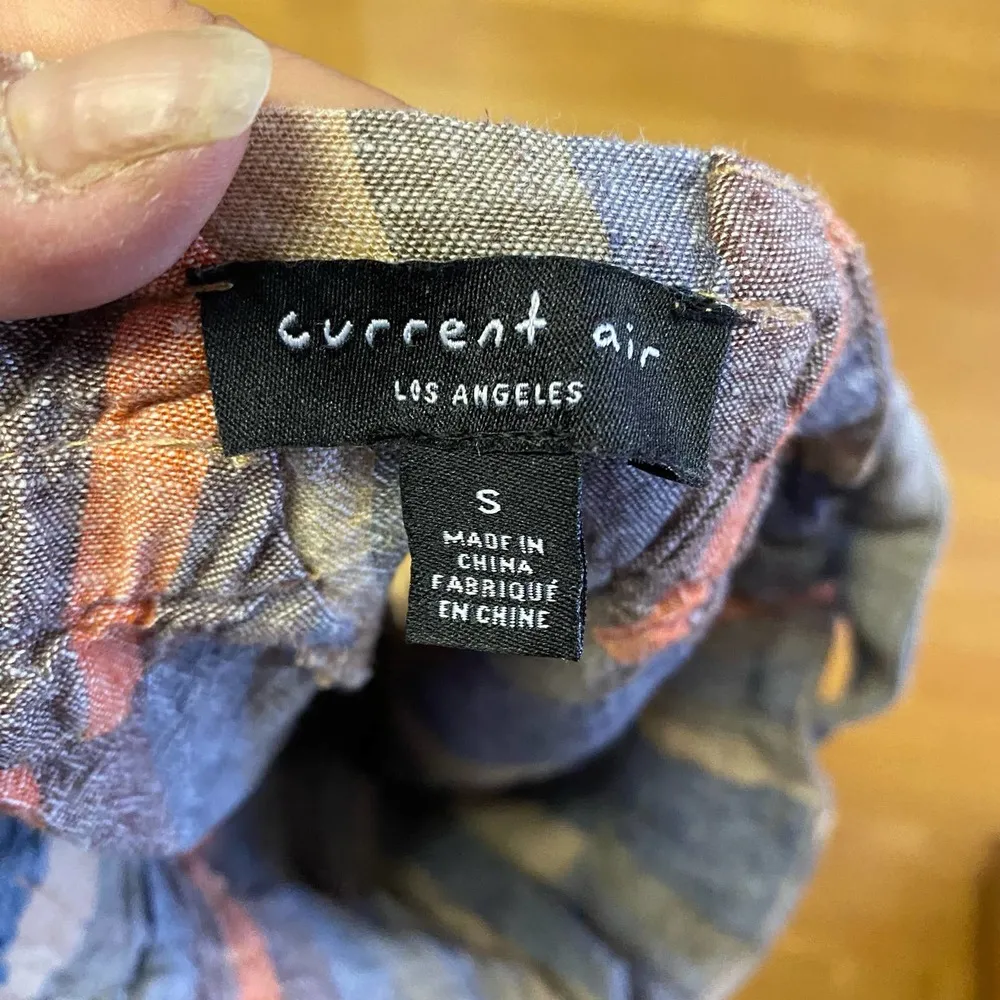 current air
LOS ANGELES
S
MADE IN
CHINA
FABRIQUÉ
EN CHINE